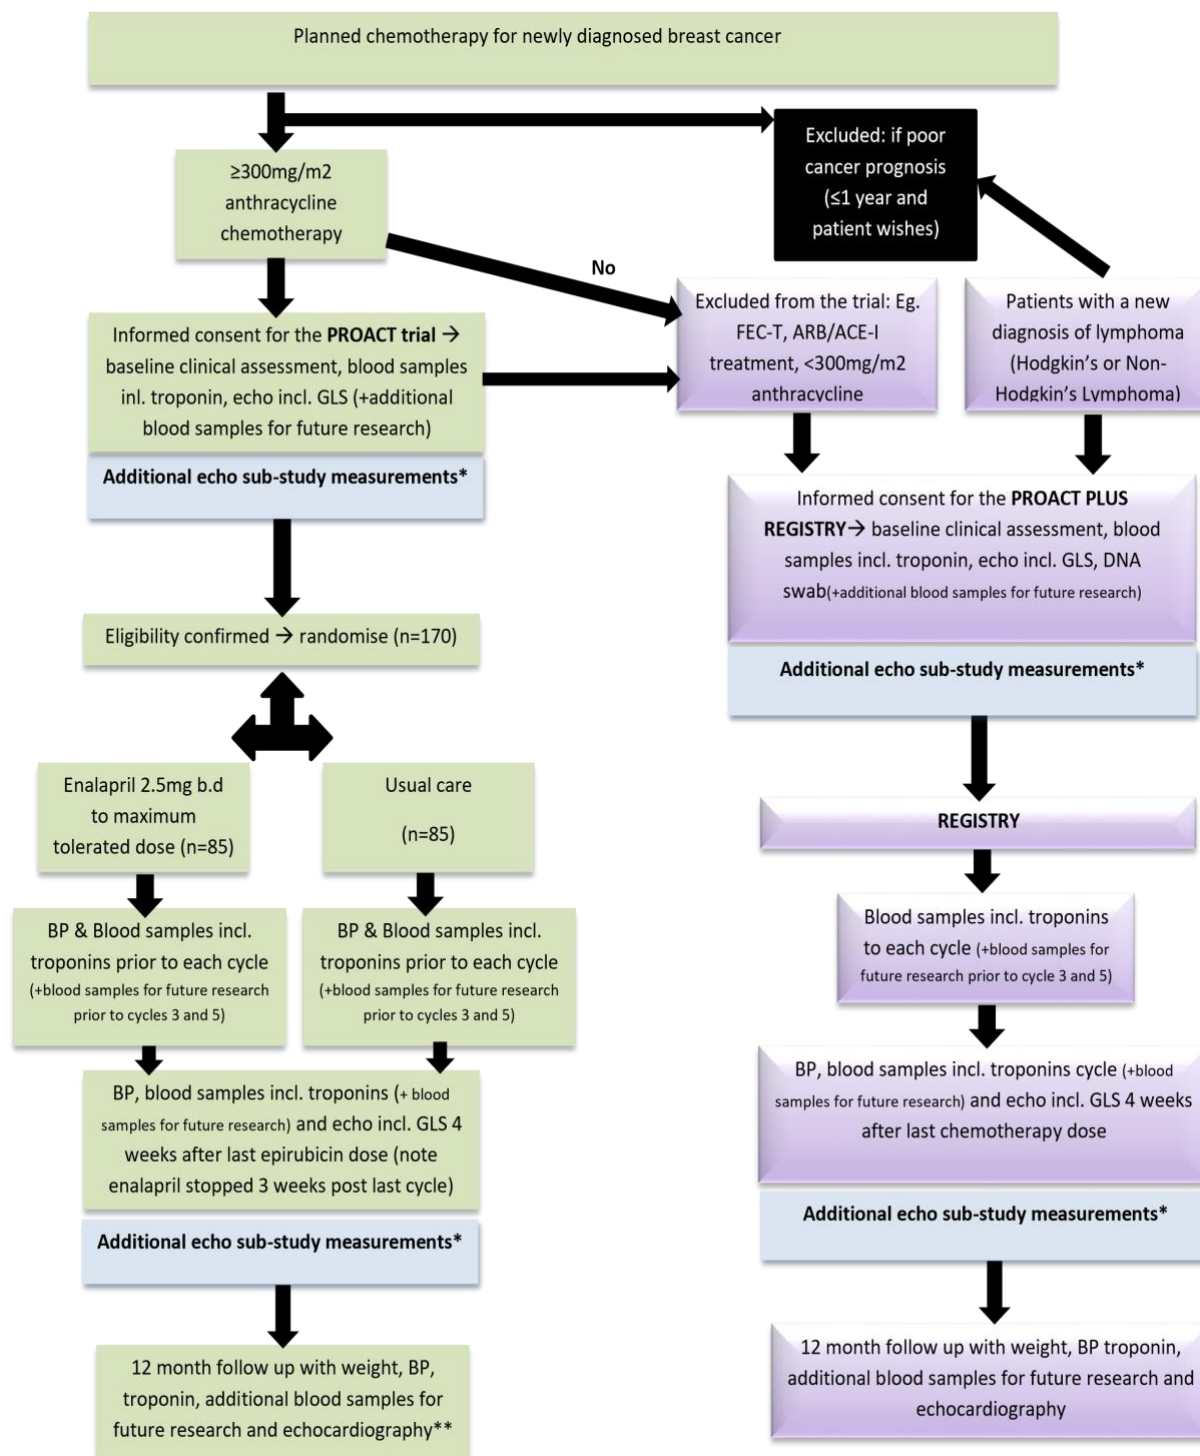 Planned chemotherapy for newly diagnosed breast cancer
≥300mg/m2
anthracycline
chemotherapy
Excluded: if poor
cancer prognosis
(≤1 year and
patient wishes)
No
Informed consent for the PROACT trial →
baseline clinical assessment, blood samples
inl. troponin, echo incl. GLS (+additional
blood samples for future research)
Additional echo sub-study measurements*
Excluded from the trial: Eg.
FEC-T, ARB/ACE-I
treatment, <300mg/m2
anthracycline
Patients with a new
diagnosis of lymphoma
(Hodgkin's or Non-
Hodgkin's Lymphoma)
Informed consent for the PROACT PLUS
REGISTRY→ baseline clinical assessment, blood
samples incl. troponin, echo incl. GLS, DNA
swab(+additional blood samples for future research)
Additional echo sub-study measurements*
Eligibility confirmed → randomise (n=170)
Enalapril 2.5mg b.d
to maximum
tolerated dose (n=85)
Usual care
(n=85)
REGISTRY
BP & Blood samples incl.
troponins prior to each cycle
(+blood samples for future research
prior to cycles 3 and 5)
BP & Blood samples incl.
troponins prior to each cycle
(+blood samples for future research
prior to cycles 3 and 5)
Blood samples incl. troponins
to each cycle (+blood samples for
future research prior to cycle 3 and 5)
BP, blood samples incl. troponins (+ blood
samples for future research) and echo incl. GLS 4
weeks after last epirubicin dose (note
enalapril stopped 3 weeks post last cycle)
Additional echo sub-study measurements*
BP, blood samples incl. troponins cycle (+blood
samples for future research) and echo incl. GLS 4 weeks
after last chemotherapy dose
Additional echo sub-study measurements*
12 month follow up with weight, BP,
troponin, additional blood samples for
future research and echocardiography**
12 month follow up with weight, BP troponin,
additional blood samples for future research and
echocardiography